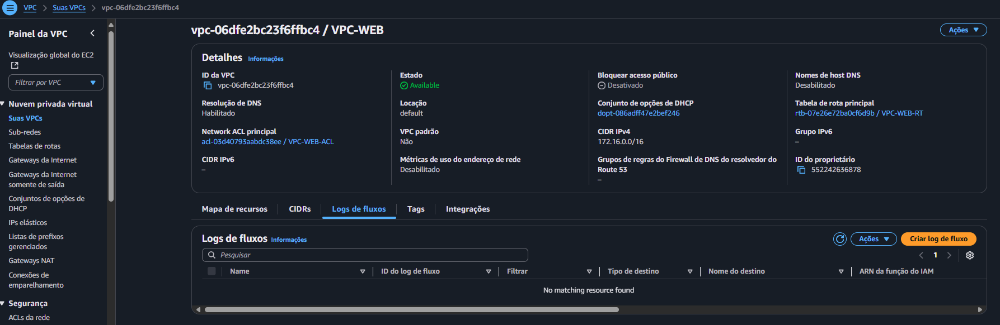 VPC > Suas VPCs > vpc-06dfe2bc23f6ffbc4
Painel da VPC
Visualização global do EC2
Filtrar por VPC
Nuvem privada virtual
Suas VPCs
Sub-redes
Tabelas de rotas
Gateways da Internet
Gateways da Internet
somente de saída
Conjuntos de opções de
DHCP
IPs elásticos
Listas de prefixos
gerenciados
Gateways NAT
Conexões de
emparelhamento
Segurança
ACLs da rede
vpc-06dfe2bc23f6ffbc4 / VPC-WEB
Ações
Detalhes Informações
ID da VPC
vpc-06dfe2bc23f6ffbc4
Estado
Available
Bloquear acesso público
Desativado
Nomes de host DNS
Desabilitado
Resolução de DNS
Habilitado
Locação
default
Conjunto de opções de DHCP
dopt-086adff47e2bef246
Tabela de rota principal
rtb-07e26e72ba0cf6d9b / VPC-WEB-RT
Network ACL principal
acl-03d40793aabdc38ee / VPC-WEB-ACL
VPC padrão
Não
CIDR IPv4
172.16.0.0/16
Grupo IPv6
–
CIDR IPv6
–
Métricas de uso do endereço de rede
Desabilitado
Grupos de regras do Firewall de DNS do resolvedor do
Route 53
–
ID do proprietário
552242636878
Mapa de recursos
CIDRs
Logs de fluxos
Tags
Integrações
Logs de fluxos Informações
Ações
Criar log de fluxo
Pesquisar
1
Name
ID do log de fluxo
Filtrar
Tipo de destino
Nome do destino
ARN da função do IAM
No matching resource found